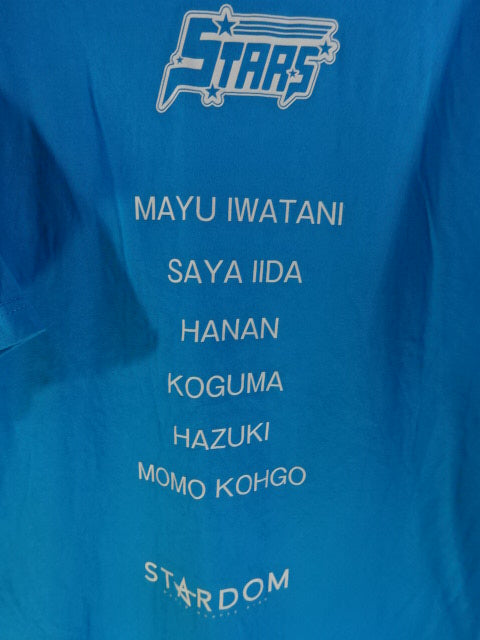 STARS
MAYU IWATANI
SAYA IIDA
HANAN
KOGUMA
HAZUKI
MOMO KOHGO
STARDOM